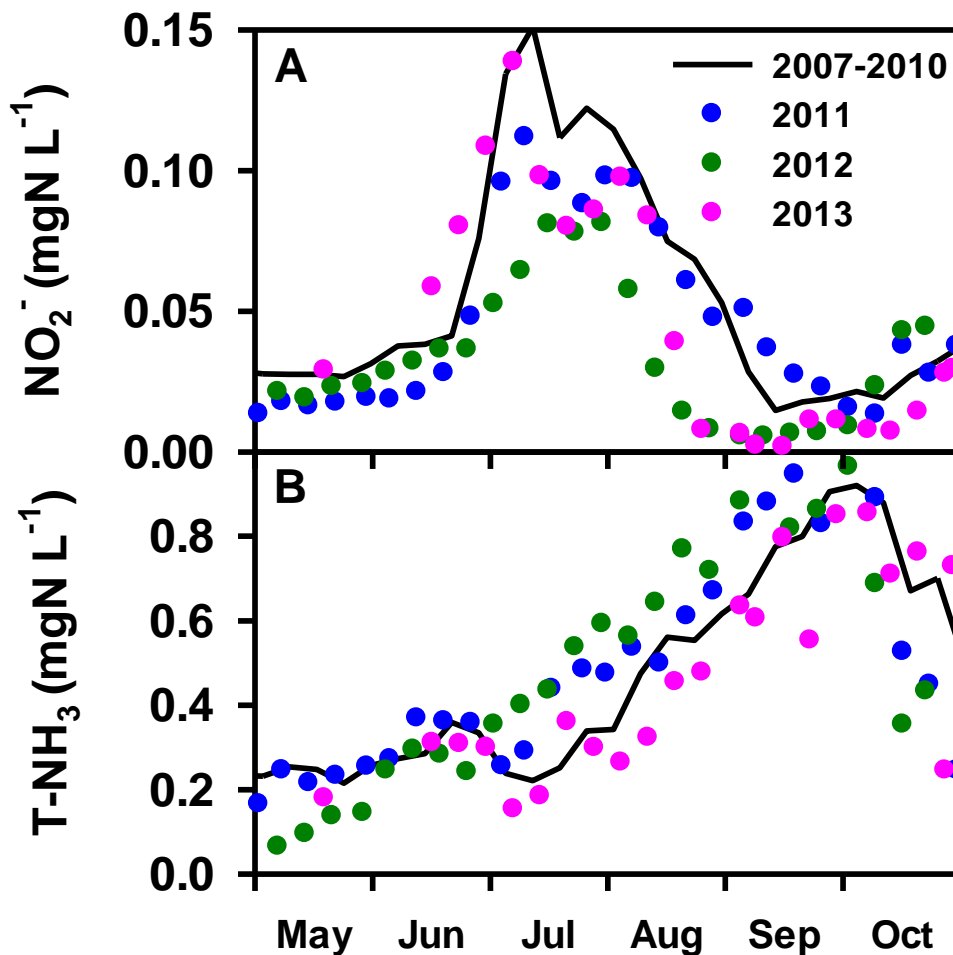 A
NO₂⁻ (mgN L⁻¹)
0.15
0.10
0.05
0.00
2007-2010
2011
2012
2013
B
T-NH₃ (mgN L⁻¹)
0.8
0.6
0.4
0.2
0.0
May Jun Jul Aug Sep Oct